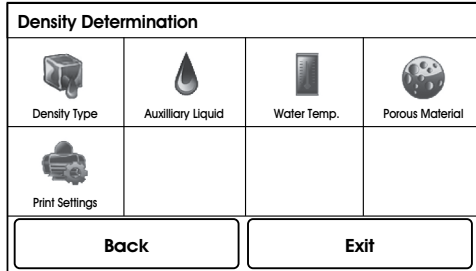 Density Determination
Density Type
Auxilliary Liquid
Water Temp.
Porous Material
Print Settings
Back
Exit